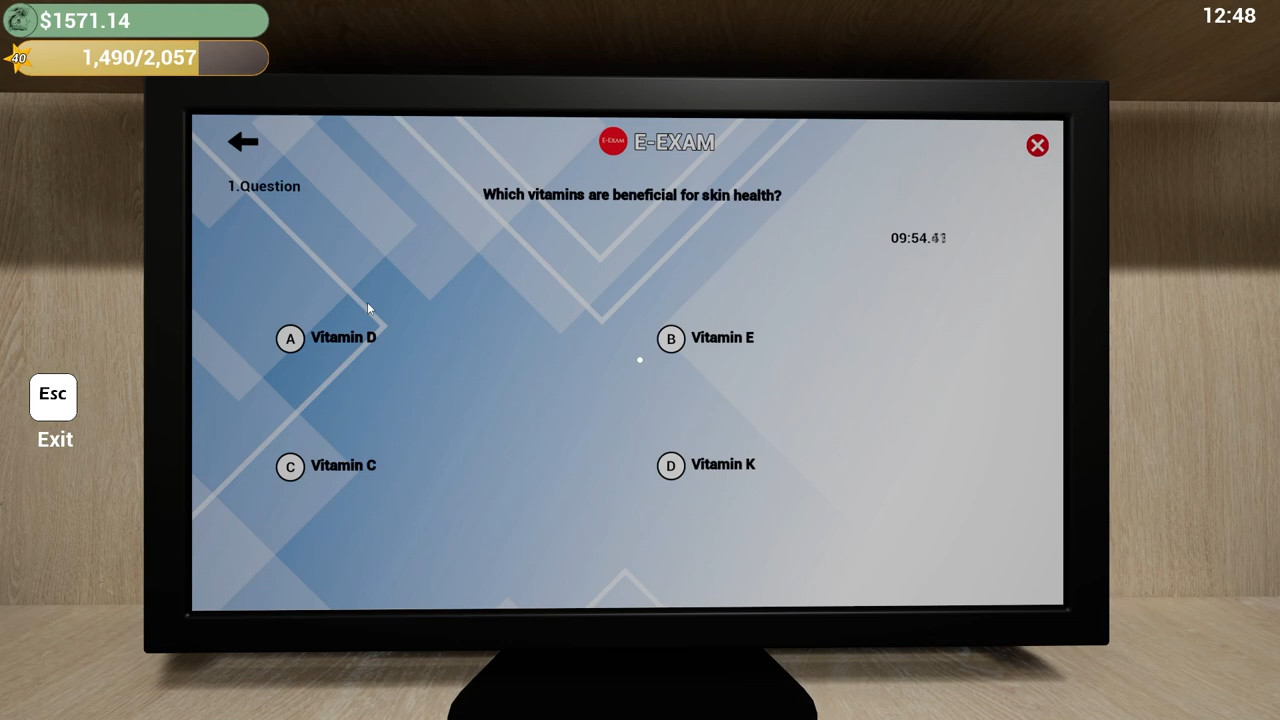 $1571.14
12:48
40
1,490/2,057
E-EXAM
E-EXAM
1.Question
Which vitamins are beneficial for skin health?
A Vitamin D
B Vitamin E
Esc
Exit
C Vitamin C
D Vitamin K